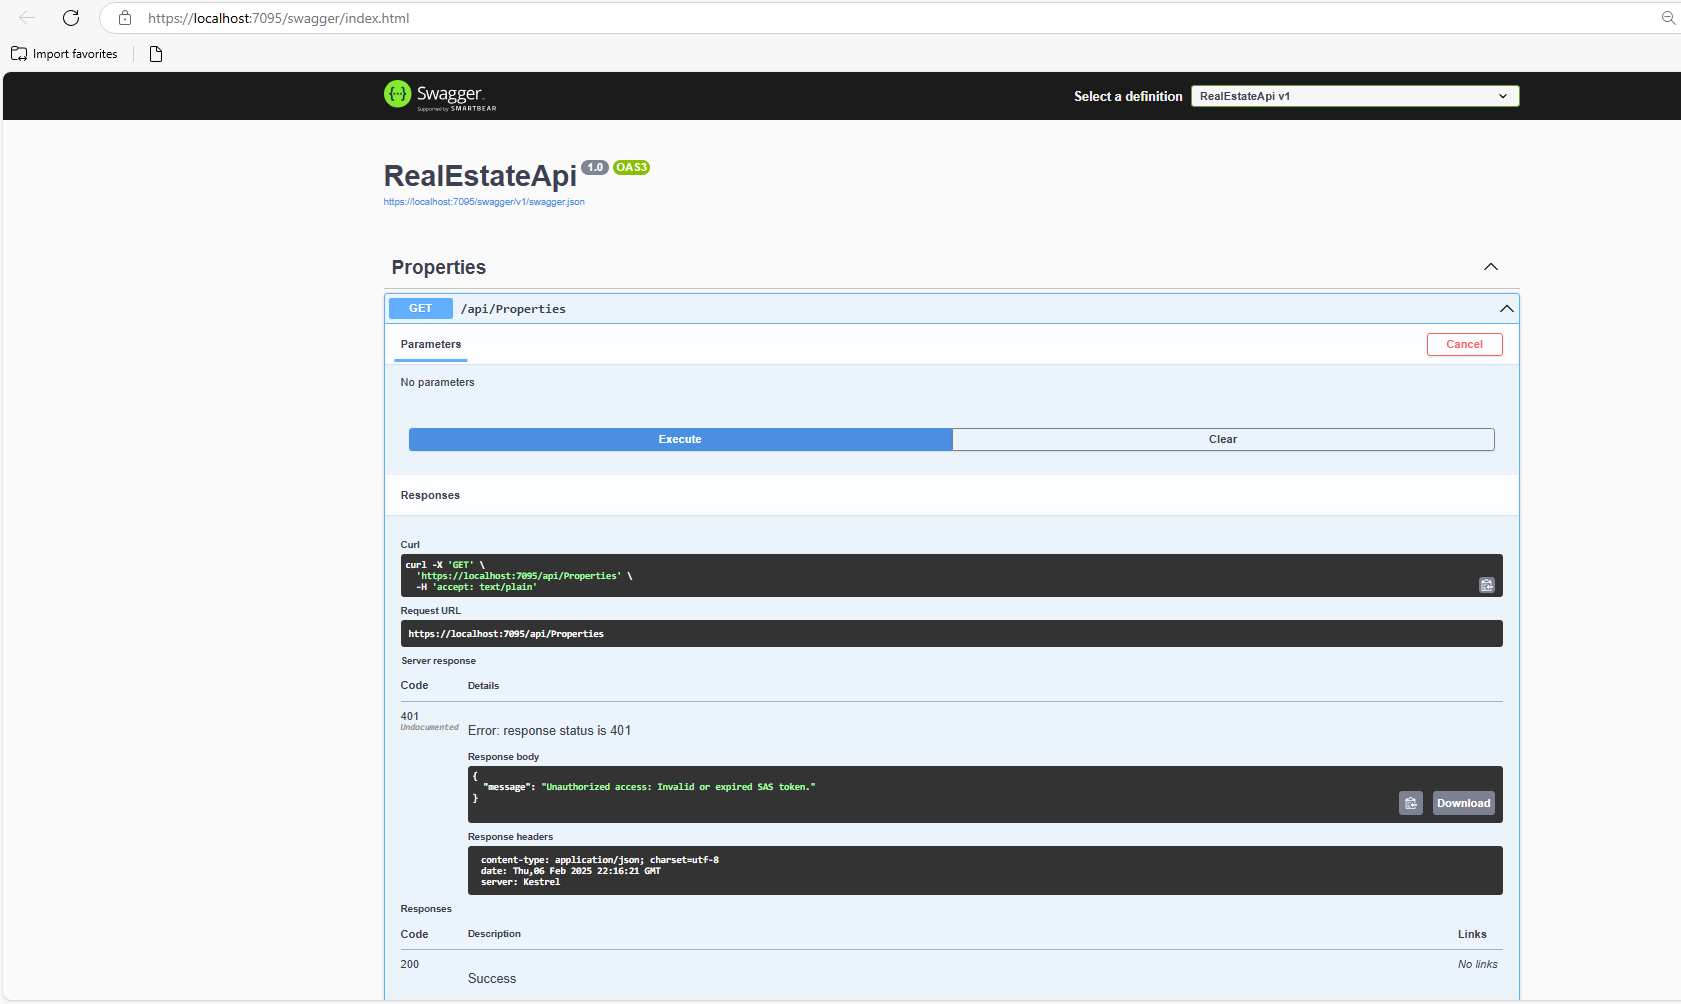 https://localhost:7095/swagger/index.html
Import favorites
Swagger
Supported by SMARTBEAR
Select a definition
RealEstateApi v1
RealEstateApi 1.0 OAS3
https://localhost:7095/swagger/v1/swagger.json
Properties
GET /api/Properties
Parameters
Cancel
No parameters
Execute
Clear
Responses
Curl
curl -X 'GET' \
'https://localhost:7095/api/Properties' \
-H 'accept: text/plain'
Request URL
https://localhost:7095/api/Properties
Server response
Code Details
401
Undocumented
Error: response status is 401
Response body
{
"message": "Unauthorized access: Invalid or expired SAS token."
}
Download
Response headers
content-type: application/json; charset=utf-8
date: Thu,06 Feb 2025 22:16:21 GMT
server: Kestrel
Responses
Code Description Links
200
No links
Success